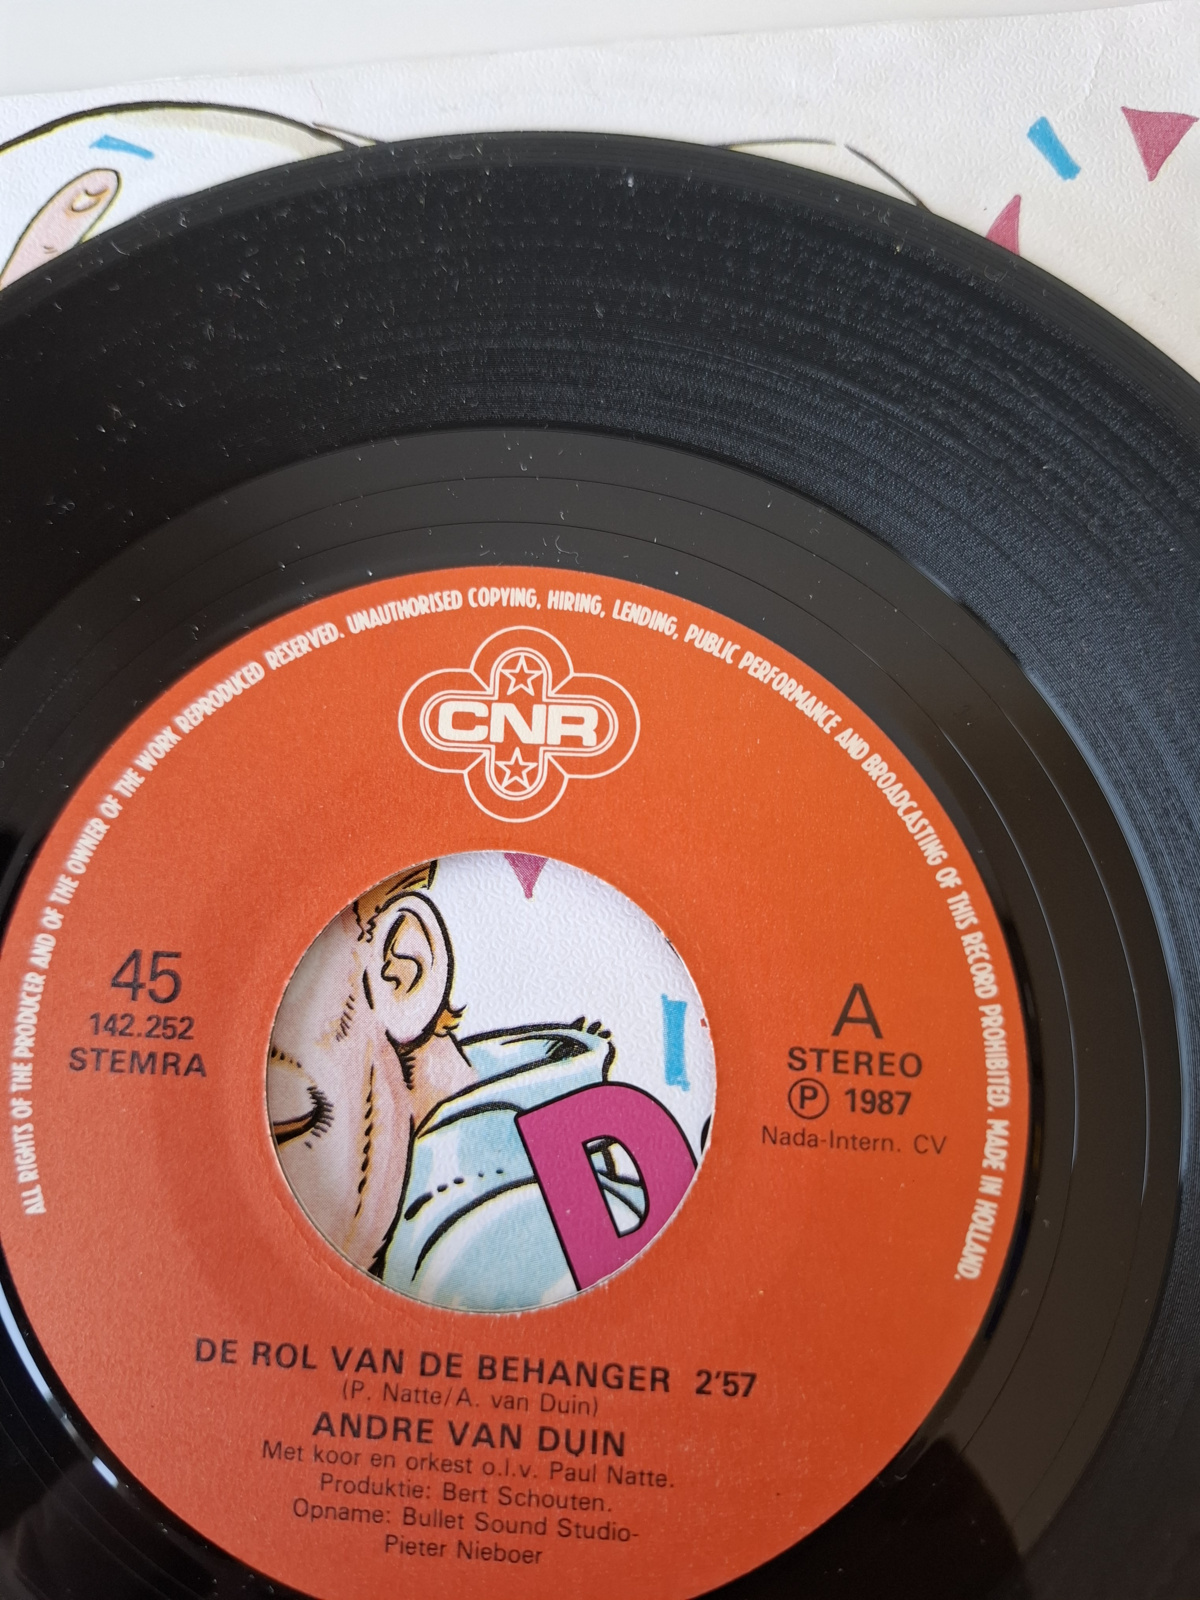 ALL RIGHTS OF THE PRODUCER AND OF THE OWNER OF THE WORK REPRODUCED RESERVED. UNAUTHORISED COPYING, HIRING, LENDING, PUBLIC PERFORMANCE AND BROADCASTING OF THIS RECORD PROHIBITED. MADE IN HOLLAND.
CNR
45
142.252
STEMRA
A
STEREO
Ⓟ 1987
Nada-Intern. CV
D
DE ROL VAN DE BEHANGER 2'57
(P. Natte/A. van Duin)
ANDRE VAN DUIN
Met koor en orkest o.l.v. Paul Natte.
Produktie: Bert Schouten.
Opname: Bullet Sound Studio-
Pieter Nieboer